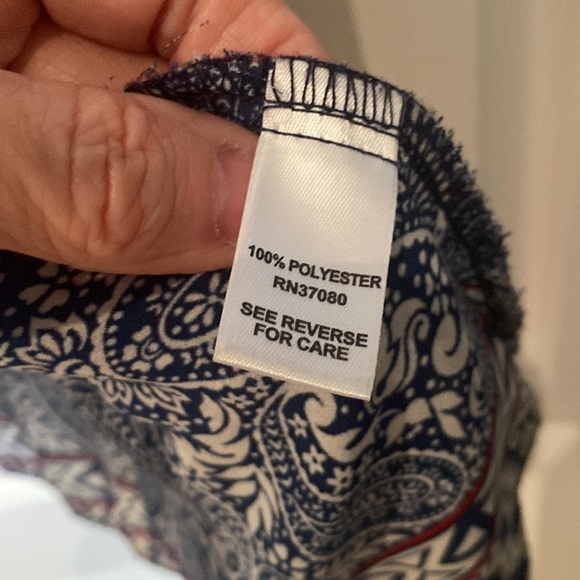 100% POLYESTER
RN37080
SEE REVERSE
FOR CARE